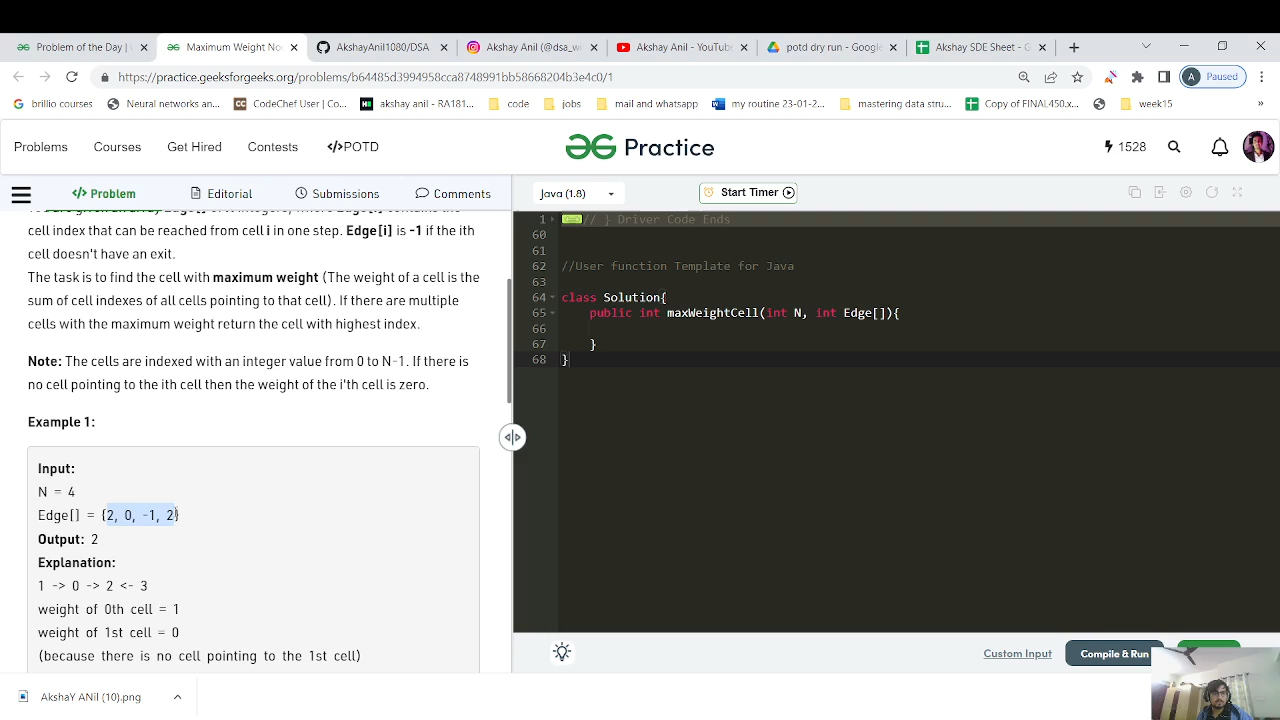 Problem of the Day | W
Maximum Weight No
AkshayAnil1080/DSA
Akshay Anil (@dsa_w
Akshay Anil - YouTube
potd dry run - Google
Akshay SDE Sheet - G
https://practice.geeksforgeeks.org/problems/b64485d3994958cca8748991bb58668204b3e4c0/1
A Paused
brillio courses
Neural networks an...
CC CodeChef User | Co...
akshay anil - RA181...
code
jobs
mail and whatsapp
my routine 23-01-2...
mastering data stru...
Copy of FINAL450.x...
week15
»
Problems
Courses
Get Hired
Contests
</>POTD
Practice
1528
</> Problem
Editorial
Submissions
Comments
Java (1.8)
Start Timer
cell index that can be reached from cell i in one step. Edge[i] is -1 if the ith
cell doesn't have an exit.
The task is to find the cell with maximum weight (The weight of a cell is the
sum of cell indexes of all cells pointing to that cell). If there are multiple
cells with the maximum weight return the cell with highest index.
Note: The cells are indexed with an integer value from 0 to N-1. If there is
no cell pointing to the ith cell then the weight of the i'th cell is zero.
Example 1:
Input:
N = 4
Edge[] = {2, 0, -1, 2}
Output: 2
Explanation:
1 -> 0 -> 2 <- 3
weight of 0th cell = 1
weight of 1st cell = 0
(because there is no cell pointing to the 1st cell)
1 // } Driver Code Ends
60
61
62 //User function Template for Java
63
64 class Solution{
65 public int maxWeightCell(int N, int Edge[]){
66
67 }
68 }
Custom Input
Compile & Run
AkshaY ANil (10).png